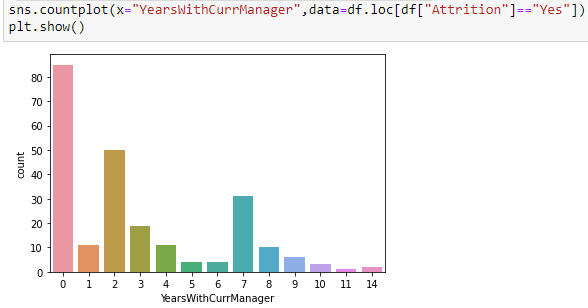 sns.countplot(x="YearsWithCurrManager",data=df.loc[df["Attrition"]=="Yes"])
plt.show()
80
70
60
50
40
30
20
10
0
count
0 1 2 3 4 5 6 7 8 9 10 11 14
YearsWithCurrManager